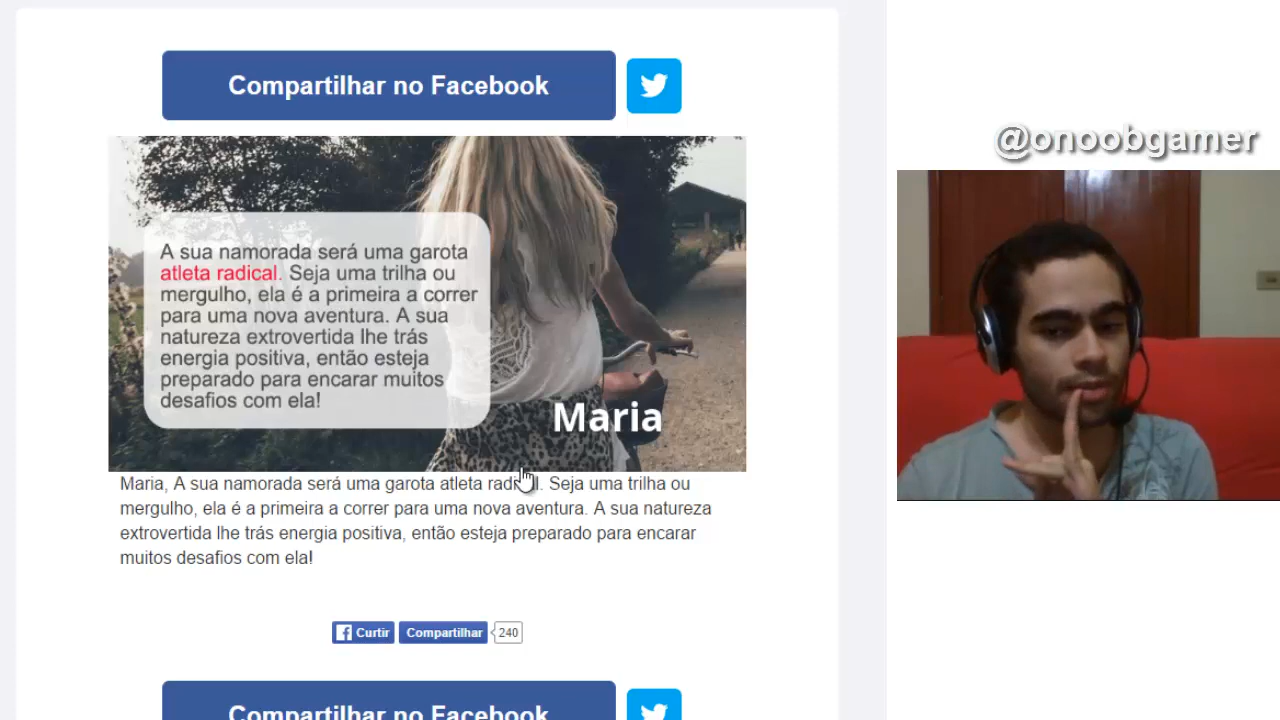 Compartilhar no Facebook
@onoobgamer
A sua namorada será uma garota
atleta radical. Seja uma trilha ou
mergulho, ela é a primeira a correr
para uma nova aventura. A sua
natureza extrovertida lhe trás
energia positiva, então esteja
preparado para encarar muitos
desafios com ela!
Maria
Maria, A sua namorada será uma garota atleta radical. Seja uma trilha ou
mergulho, ela é a primeira a correr para uma nova aventura. A sua natureza
extrovertida lhe trás energia positiva, então esteja preparado para encarar
muitos desafios com ela!
Curtir Compartilhar 240
Compartilhar no Facebook